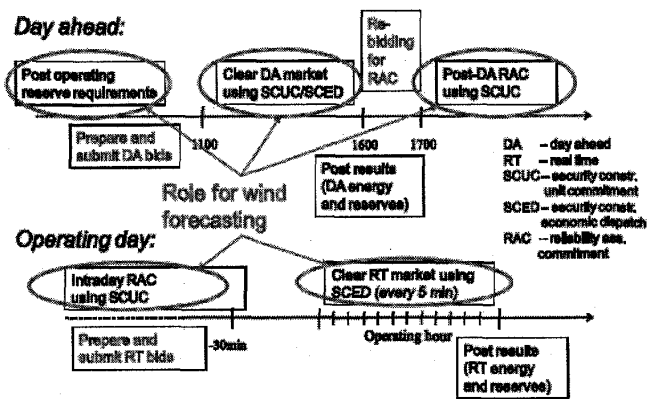 Day ahead:
Re-
bidding
for
RAC
Post operating
reserve requirements
Clear DA market
using SCUC/SCED
Post-DA RAC
using SCUC
Prepare and
submit DA bids
1100
1600
1700
Post results
(DA energy
and reserves)
DA – day ahead
RT – real time
SCUC – security constr.
unit commitment
SCED – security constr.
economic dispatch
RAC – reliability ass.
commitment
Role for wind
forecasting
Operating day:
Intraday RAC
using SCUC
Clear RT market using
SCED (every 5 min)
Prepare and
submit RT bids
-30min
Operating hour
Post results
(RT energy
and reserves)